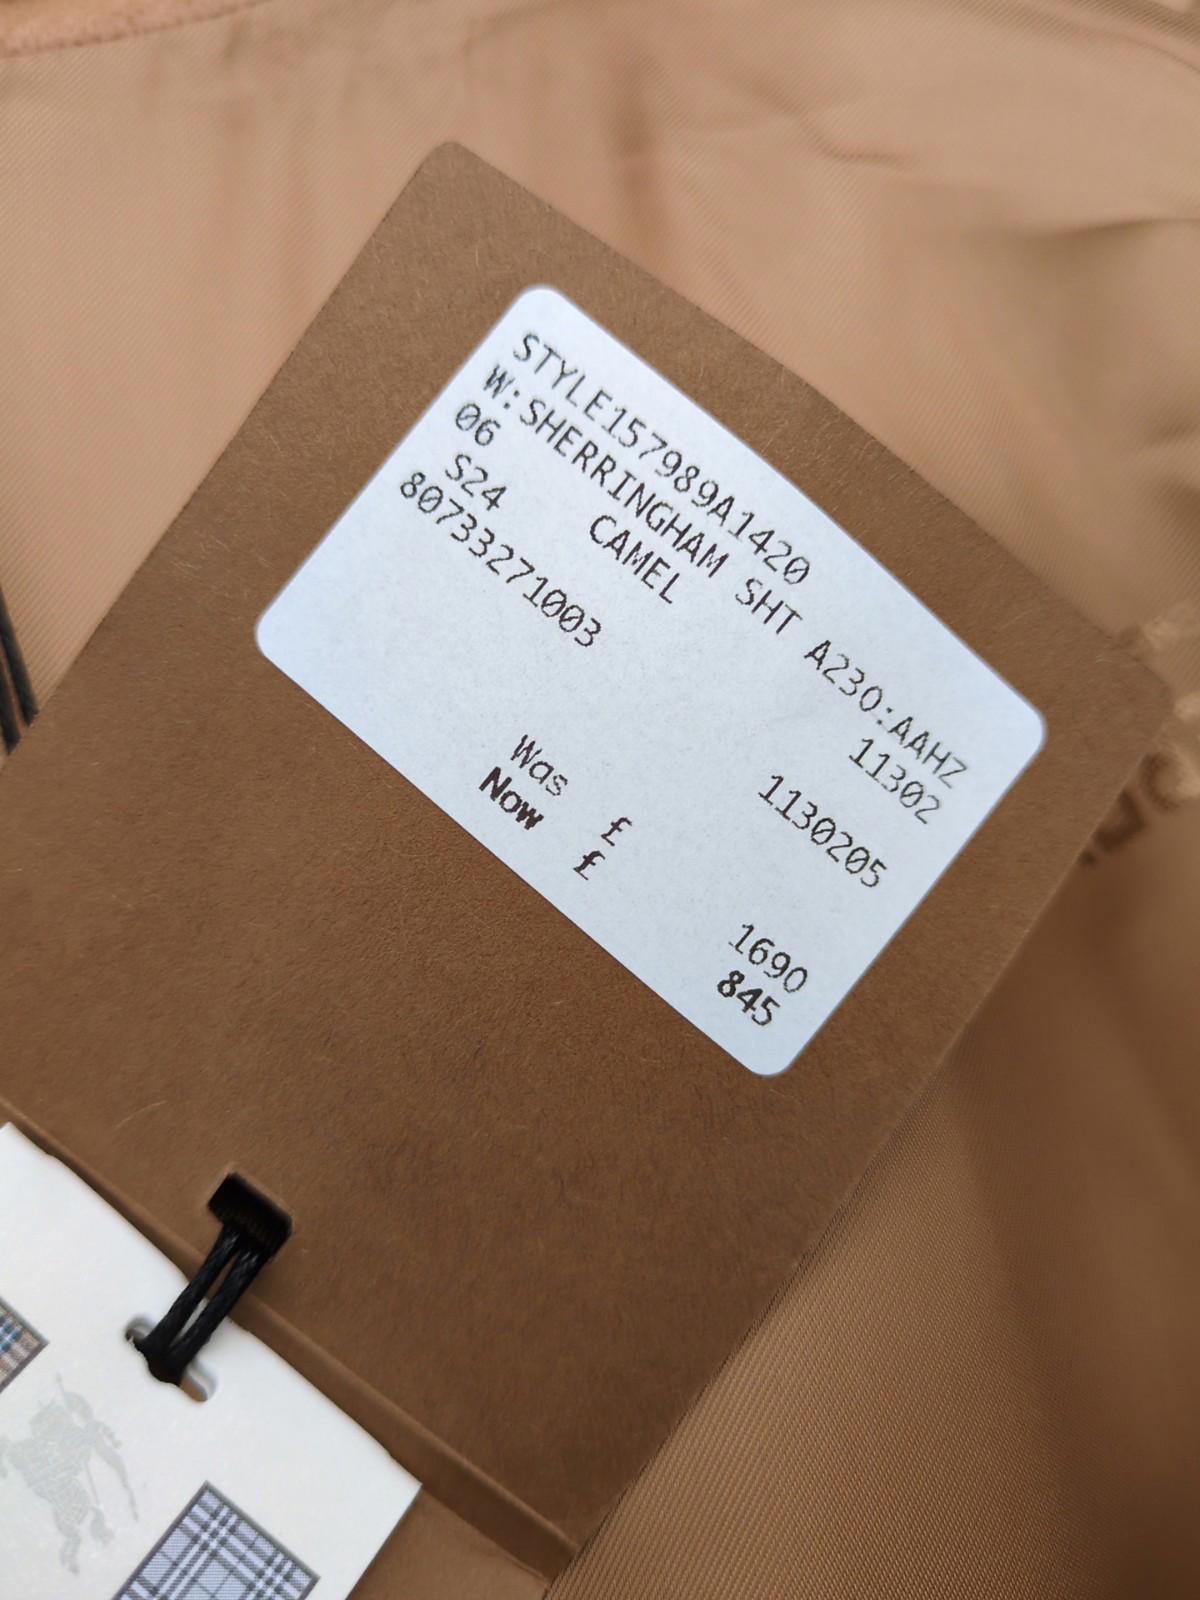 STYLE157989A1420
W:SHERRINGHAM SHT A230:AAHZ
06 CAMEL 11302
S24
80733271003 1130205
Was £ 1690
Now £ 845